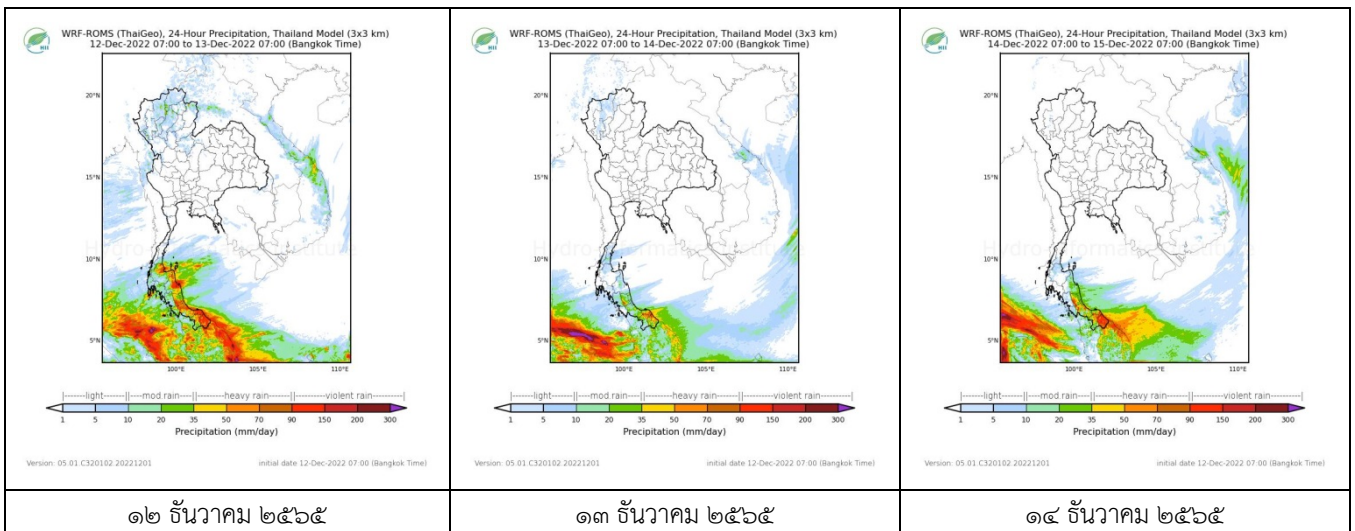 WRF-ROMS (ThaiGeo), 24-Hour Precipitation, Thailand Model (3x3 km)
12-Dec-2022 07:00 to 13-Dec-2022 07:00 (Bangkok Time)
HII
20°N
15°N
10°N
5°N
100°E 105°E 110°E
Hydro Informatics Institute
|-------light------||---mod rain-----||-------heavy rain-------||------violent rain-------|
1 5 10 20 35 50 70 90 150 200 300
Precipitation (mm/day)
Version: 05.01.C320102.20221201 initial date 12-Dec-2022 07:00 (Bangkok Time)
๑๒ ธันวาคม ๒๕๖๕
WRF-ROMS (ThaiGeo), 24-Hour Precipitation, Thailand Model (3x3 km)
13-Dec-2022 07:00 to 14-Dec-2022 07:00 (Bangkok Time)
HII
20°N
15°N
10°N
5°N
100°E 105°E 110°E
Hydro Informatics Institute
|-------light------||---mod rain-----||-------heavy rain-------||------violent rain-------|
1 5 10 20 35 50 70 90 150 200 300
Precipitation (mm/day)
Version: 05.01.C320102.20221201 initial date 12-Dec-2022 07:00 (Bangkok Time)
๑๓ ธันวาคม ๒๕๖๕
WRF-ROMS (ThaiGeo), 24-Hour Precipitation, Thailand Model (3x3 km)
14-Dec-2022 07:00 to 15-Dec-2022 07:00 (Bangkok Time)
HII
20°N
15°N
10°N
5°N
100°E 105°E 110°E
Hydro Informatics Institute
|-------light------||---mod rain-----||-------heavy rain-------||------violent rain-------|
1 5 10 20 35 50 70 90 150 200 300
Precipitation (mm/day)
Version: 05.01.C320102.20221201 initial date 12-Dec-2022 07:00 (Bangkok Time)
๑๔ ธันวาคม ๒๕๖๕